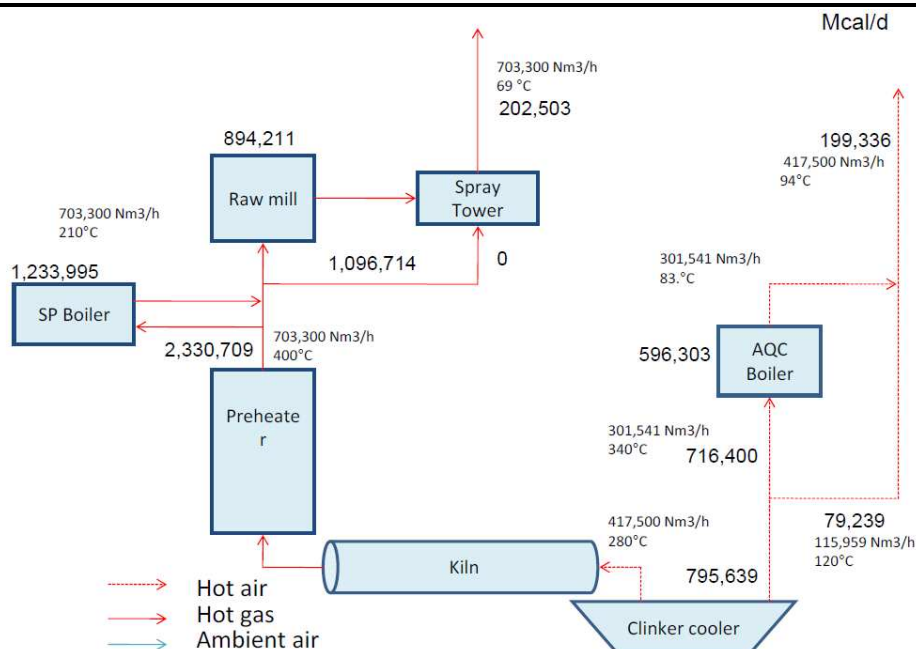 Mcal/d
703,300 Nm3/h
69 °C
202,503
894,211
199,336
417,500 Nm3/h
94°C
Raw mill
Spray
Tower
703,300 Nm3/h
210°C
1,096,714
0
301,541 Nm3/h
83.°C
1,233,995
SP Boiler
2,330,709
703,300 Nm3/h
400°C
596,303
AQC
Boiler
Preheate
r
301,541 Nm3/h
340°C
716,400
417,500 Nm3/h
280°C
79,239
115,959 Nm3/h
120°C
Kiln
795,639
Hot air
Hot gas
Ambient air
Clinker cooler